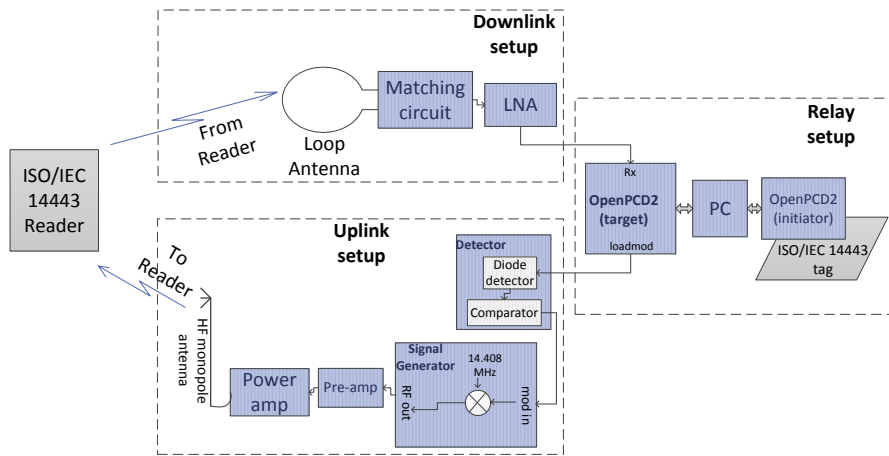 Downlink
setup
Matching
circuit
LNA
From
Reader
Loop
Antenna
Relay
setup
ISO/IEC
14443
Reader
Rx
OpenPCD2
(target)
loadmod
PC
OpenPCD2
(initiator)
ISO/IEC 14443
tag
Uplink
setup
To
Reader
Detector
Diode
detector
Comparator
HF monopole
antenna
Power
amp
Pre-amp
Signal
Generator
14.408
MHz
RF out
mod in